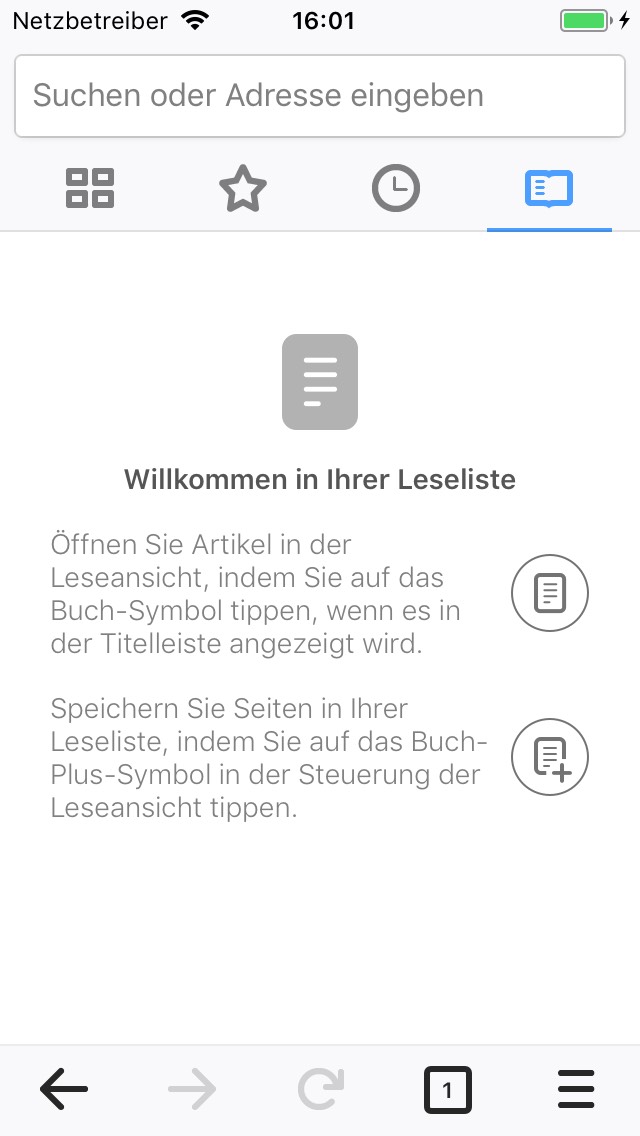 Netzbetreiber 16:01
Suchen oder Adresse eingeben
Willkommen in Ihrer Leseliste
Öffnen Sie Artikel in der
Leseansicht, indem Sie auf das
Buch-Symbol tippen, wenn es in
der Titelleiste angezeigt wird.
Speichern Sie Seiten in Ihrer
Leseliste, indem Sie auf das Buch-
Plus-Symbol in der Steuerung der
Leseansicht tippen.
1